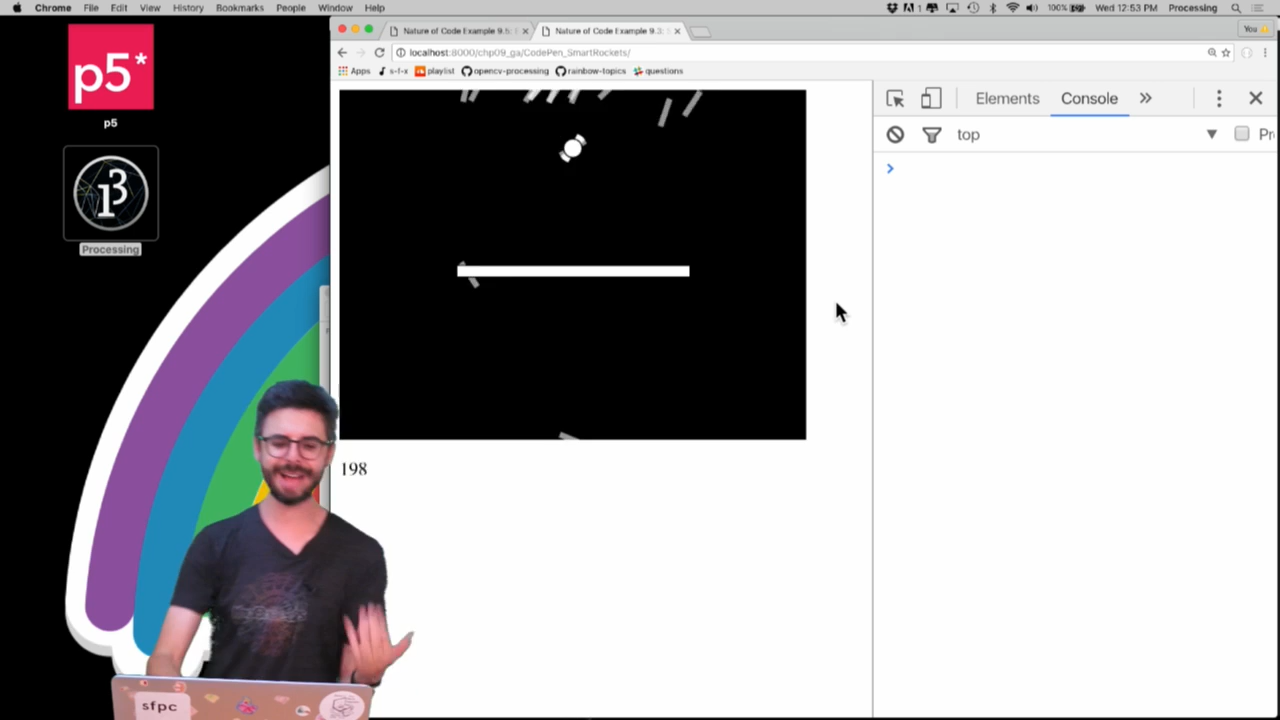 Chrome File Edit View History Bookmarks People Window Help
100% Wed 12:53 PM Processing
Nature of Code Example 9.5:
Nature of Code Example 9.3:
You
localhost:8000/chp09_ga/CodePen_SmartRockets/
Apps s-f-x playlist opencv-processing rainbow-topics questions
p5*
p5
Processing
Elements Console
top
198
sfpc